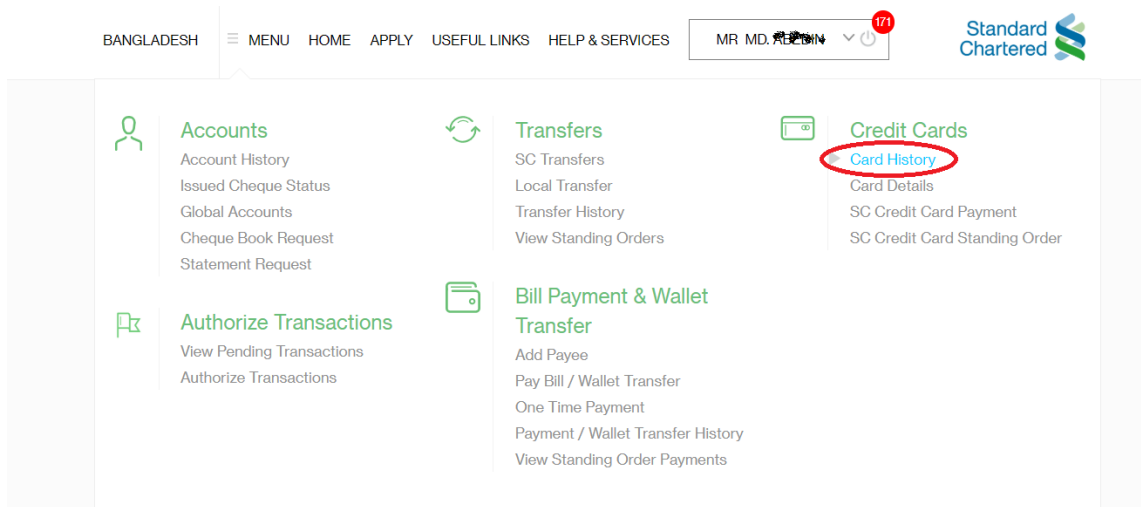 BANGLADESH MENU HOME APPLY USEFUL LINKS HELP & SERVICES MR MD. 171
Standard
Chartered
Accounts
Account History
Issued Cheque Status
Global Accounts
Cheque Book Request
Statement Request
Authorize Transactions
View Pending Transactions
Authorize Transactions
Transfers
SC Transfers
Local Transfer
Transfer History
View Standing Orders
Bill Payment & Wallet
Transfer
Add Payee
Pay Bill / Wallet Transfer
One Time Payment
Payment / Wallet Transfer History
View Standing Order Payments
Credit Cards
Card History
Card Details
SC Credit Card Payment
SC Credit Card Standing Order